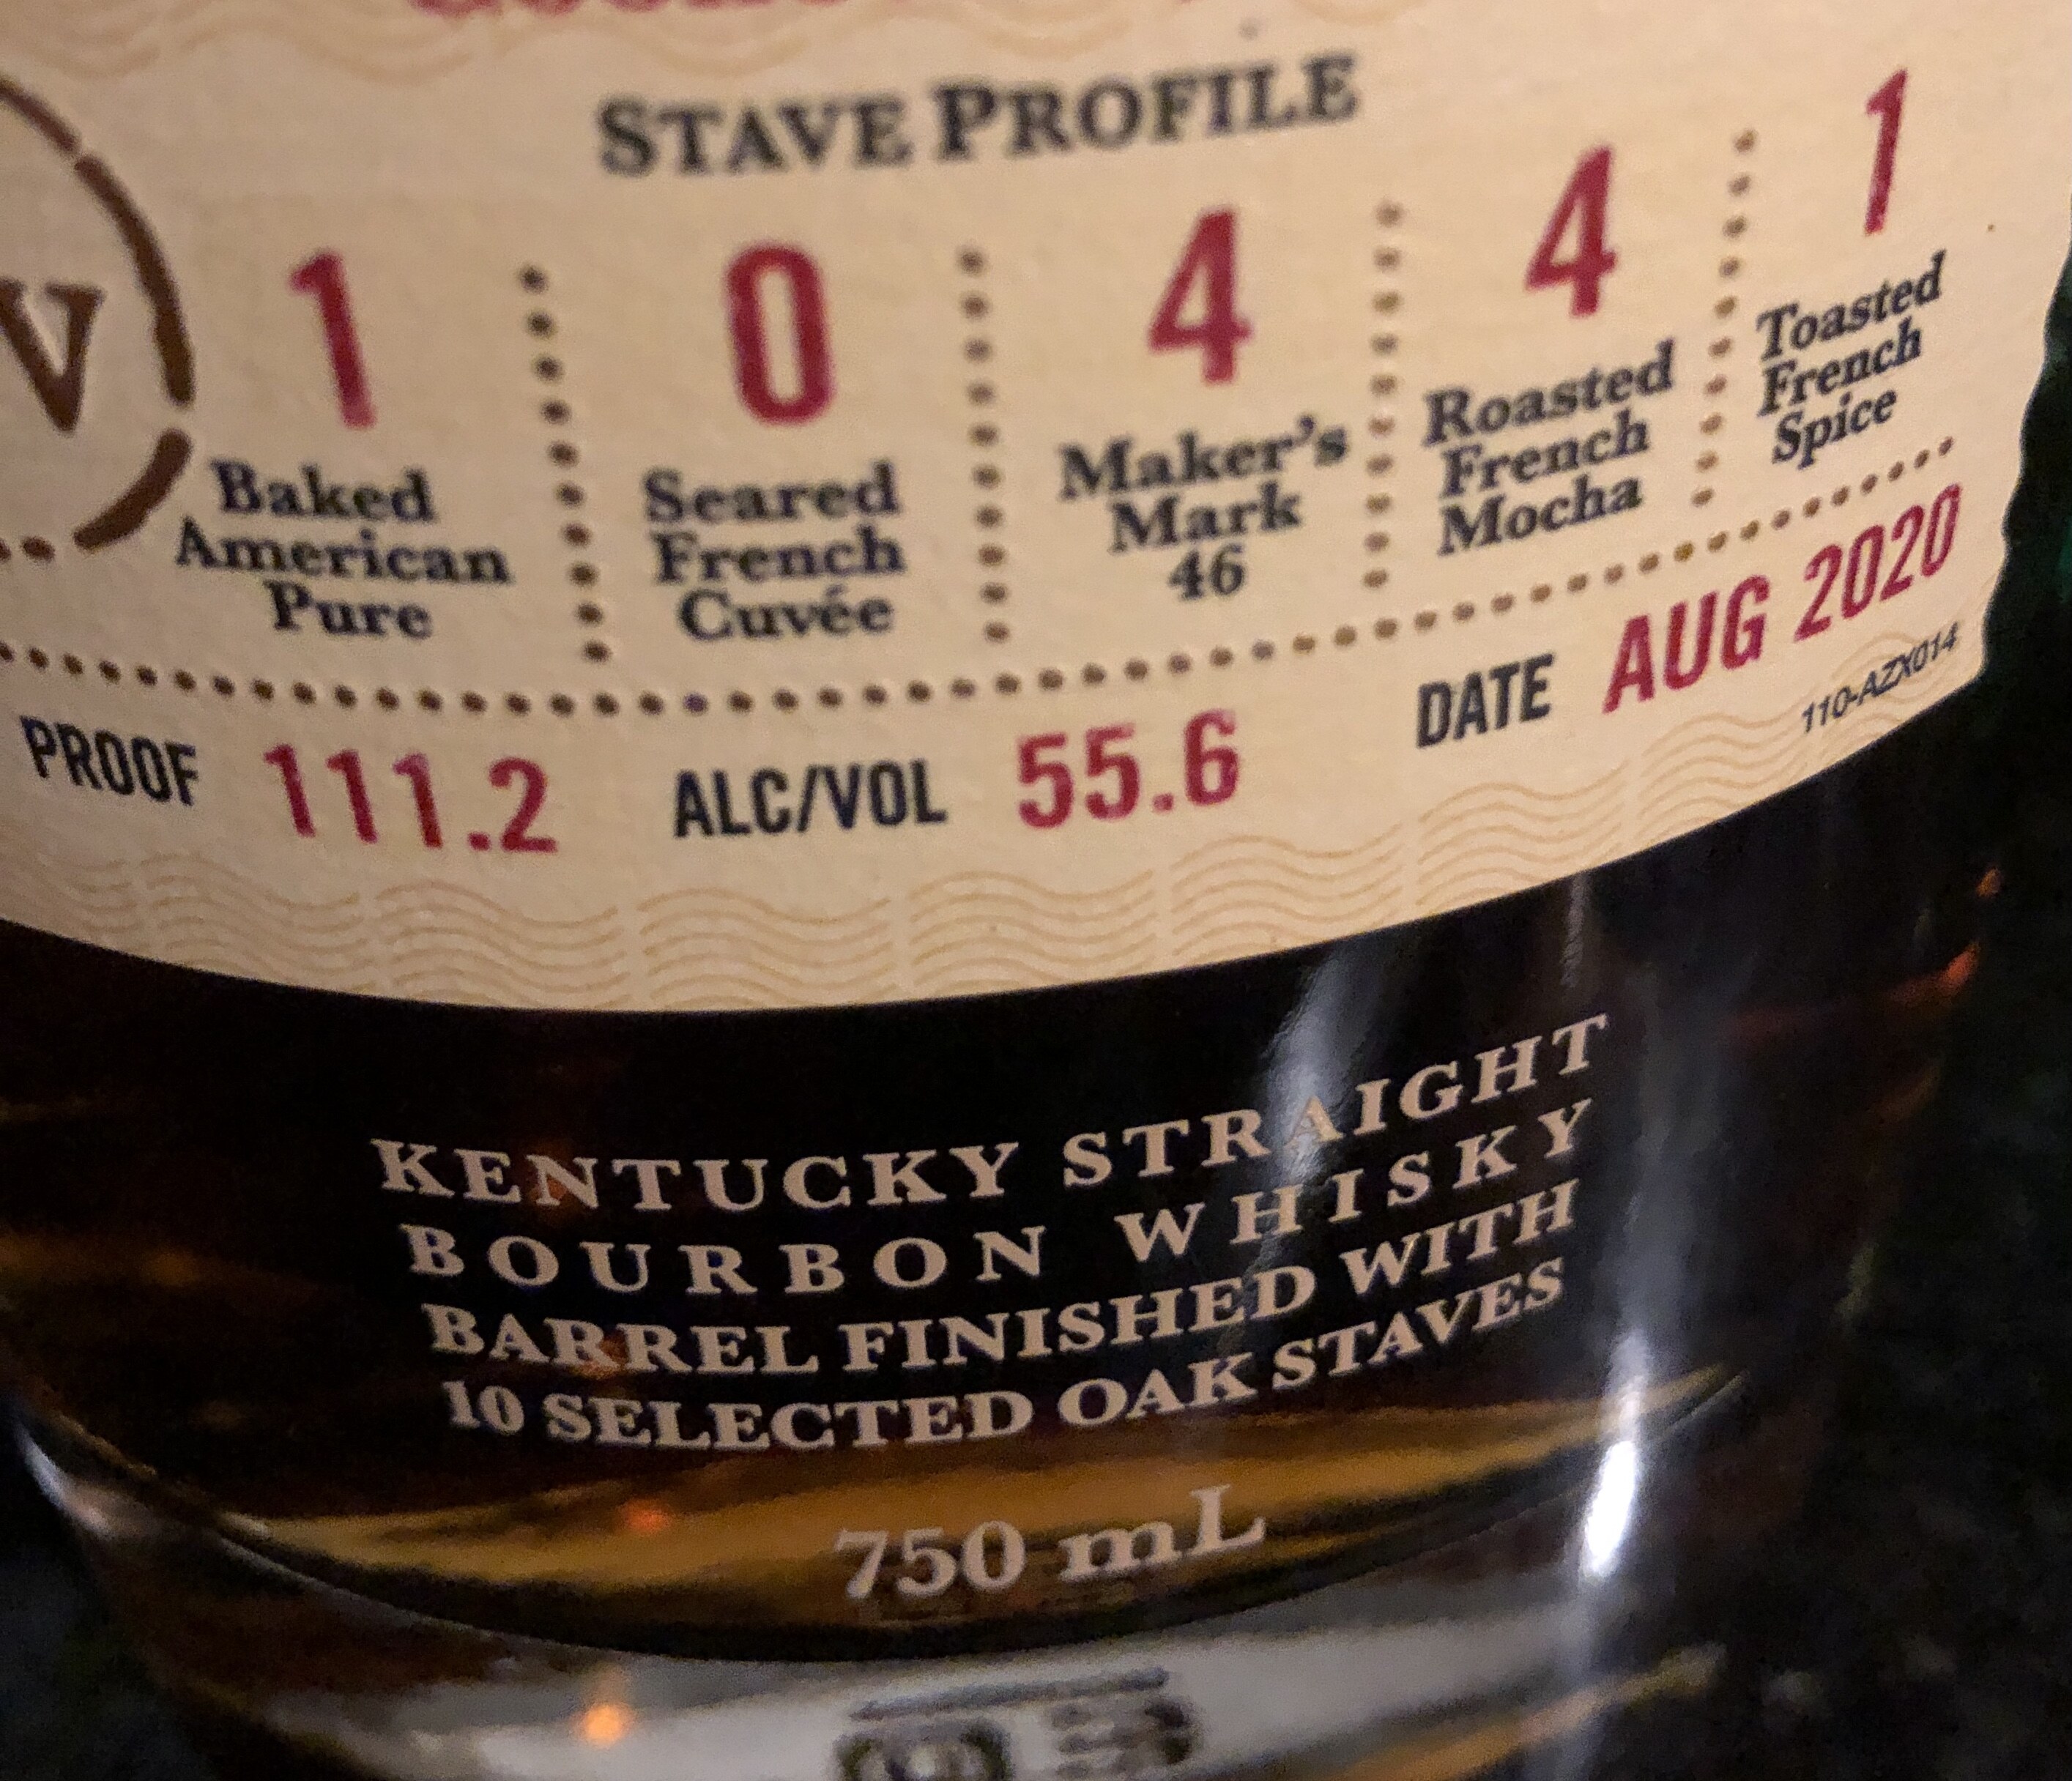 STAVE PROFILE
1 0 4 4 1
Baked
American
Pure
Seared
French
Cuvée
Maker's
Mark
46
Roasted
French
Mocha
Toasted
French
Spice
PROOF 111.2 ALC/VOL 55.6 DATE AUG 2020
110-AZX014
KENTUCKY STRAIGHT
BOURBON WHISKY
BARREL FINISHED WITH
10 SELECTED OAK STAVES
750 mL